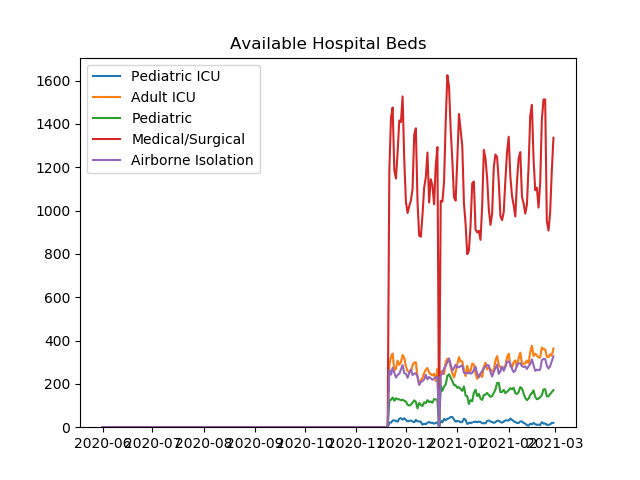 Available Hospital Beds
Pediatric ICU
Adult ICU
Pediatric
Medical/Surgical
Airborne Isolation
1600
1400
1200
1000
800
600
400
200
0
2020-06 2020-07 2020-08 2020-09 2020-10 2020-11 2020-12 2021-01 2021-02 2021-03